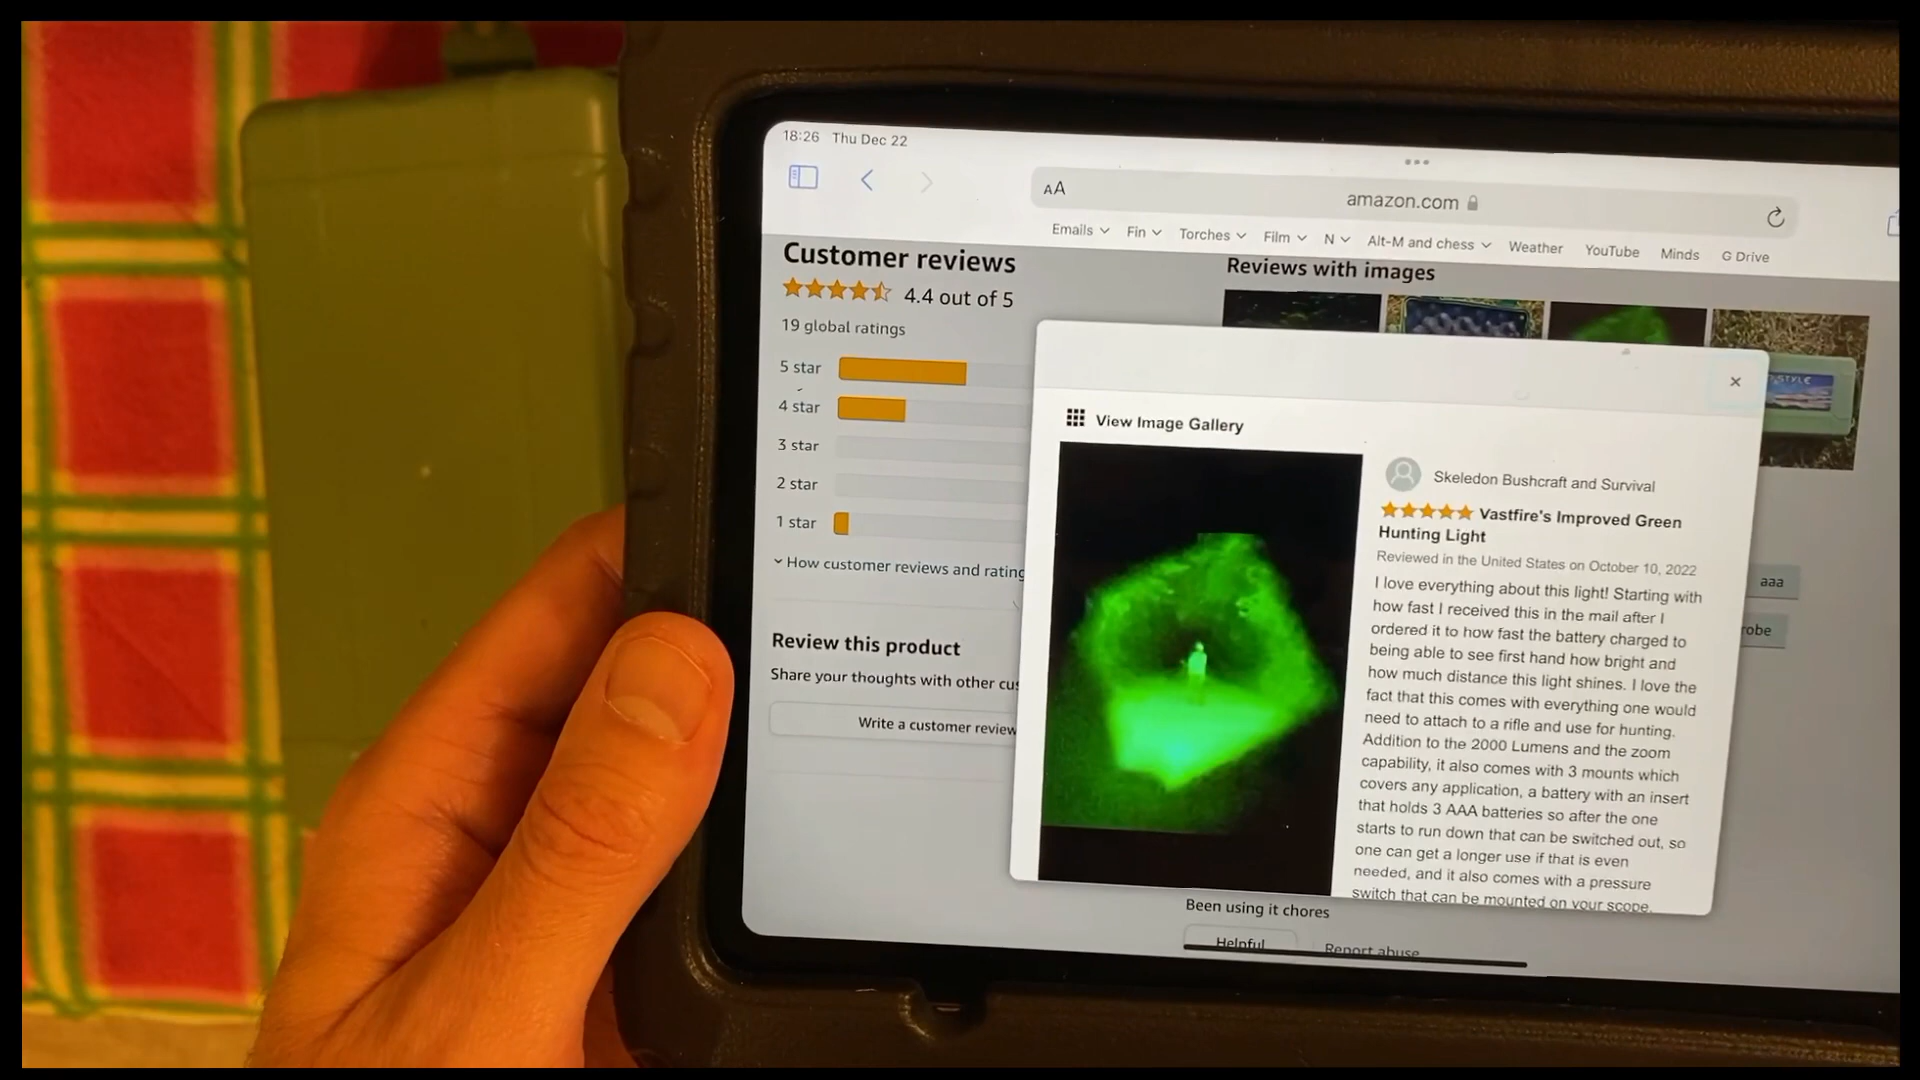 18:26 Thu Dec 22
AA
amazon.com
Emails
Fin
Torches
Film
N
Alt-M and chess
Weather
YouTube
Minds
G Drive
Customer reviews
4.4 out of 5
19 global ratings
5 star
4 star
3 star
2 star
1 star
How customer reviews and rating
Review this product
Share your thoughts with other cus
Write a customer review
Reviews with images
STYLE
View Image Gallery
Skeledon Bushcraft and Survival
Vastfire's Improved Green
Hunting Light
Reviewed in the United States on October 10, 2022
I love everything about this light! Starting with
how fast I received this in the mail after I
ordered it to how fast the battery charged to
being able to see first hand how bright and
how much distance this light shines. I love the
fact that this comes with everything one would
need to attach to a rifle and use for hunting.
Addition to the 2000 Lumens and the zoom
capability, it also comes with 3 mounts which
covers any application, a battery with an insert
that holds 3 AAA batteries so after the one
starts to run down that can be switched out, so
one can get a longer use if that is even
needed, and it also comes with a pressure
switch that can be mounted on your scope.
aaa
robe
Been using it chores
Helpful
Report abuse